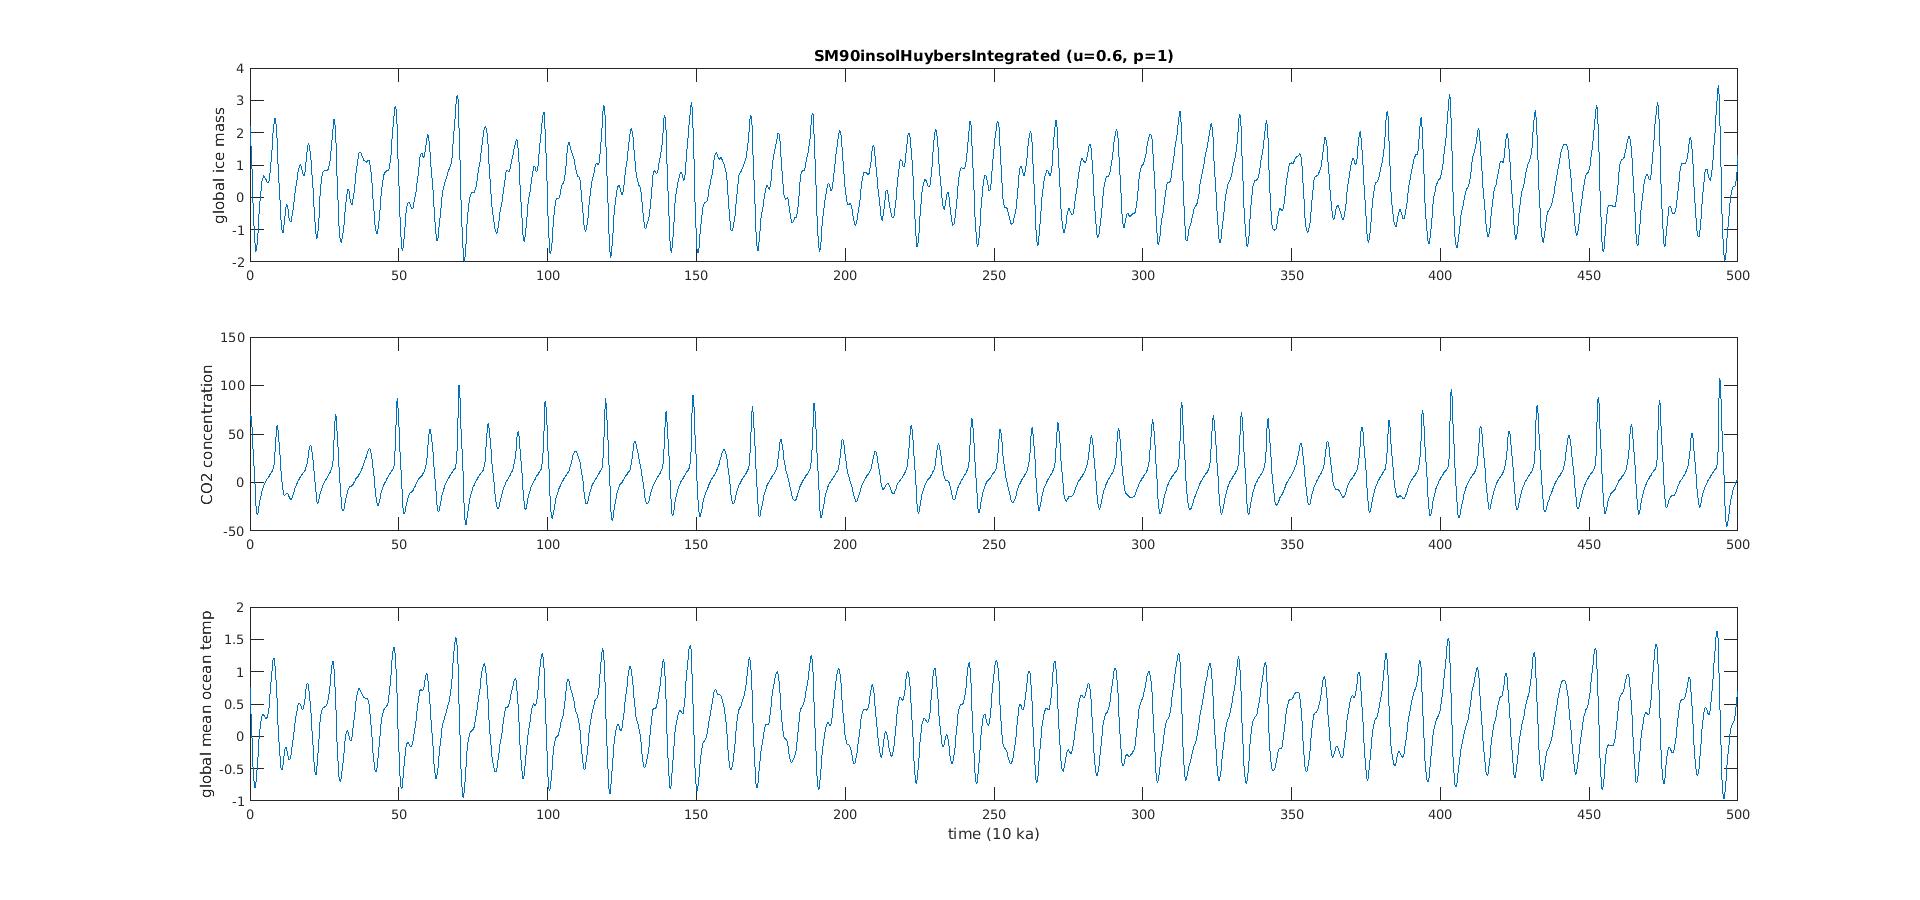 SM90insolHuybersIntegrated (u=0.6, p=1)
4
3
2
1
0
-1
-2
global ice mass
0 50 100 150 200 250 300 350 400 450 500
150
100
50
0
-50
CO2 concentration
0 50 100 150 200 250 300 350 400 450 500
2
1.5
1
0.5
0
-0.5
-1
global mean ocean temp
0 50 100 150 200 250 300 350 400 450 500
time (10 ka)